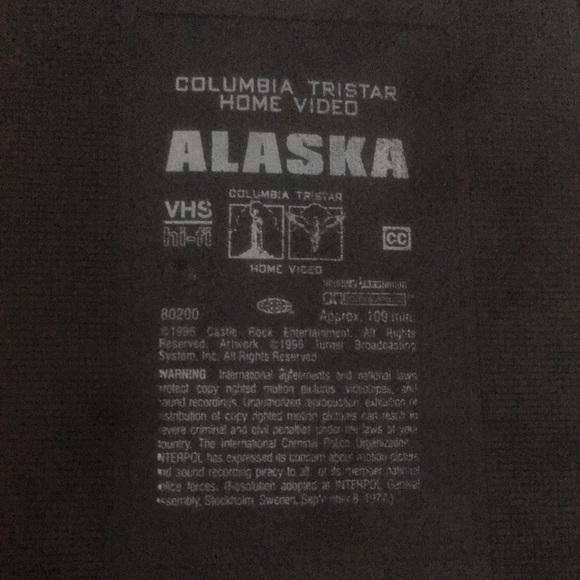 COLUMBIA TRISTAR
HOME VIDEO
ALASKA
COLUMBIA TRISTAR
VHS
hi-fi
CC
HOME VIDEO
80200
Approx. 109 min.
©1996 Castle Rock Entertainment. All Rights
Reserved. Artwork ©1996 Turner Broadcasting
System, Inc. All Rights Reserved
WARNING International agreements and national laws
protect copy righted motion pictures, videotapes, and
sound recordings. Unauthorized reproduction, exhibition or
distribution of copy righted motion pictures can result in
severe criminal and civil penalties under the laws of your
country. The International Criminal Police Organization
INTERPOL has expressed its concern about motion picture
and sound recording piracy to all of its member national
police forces. (Resolution adopted at INTERPOL General
Assembly, Stockholm, Sweden, September 8, 1977.)